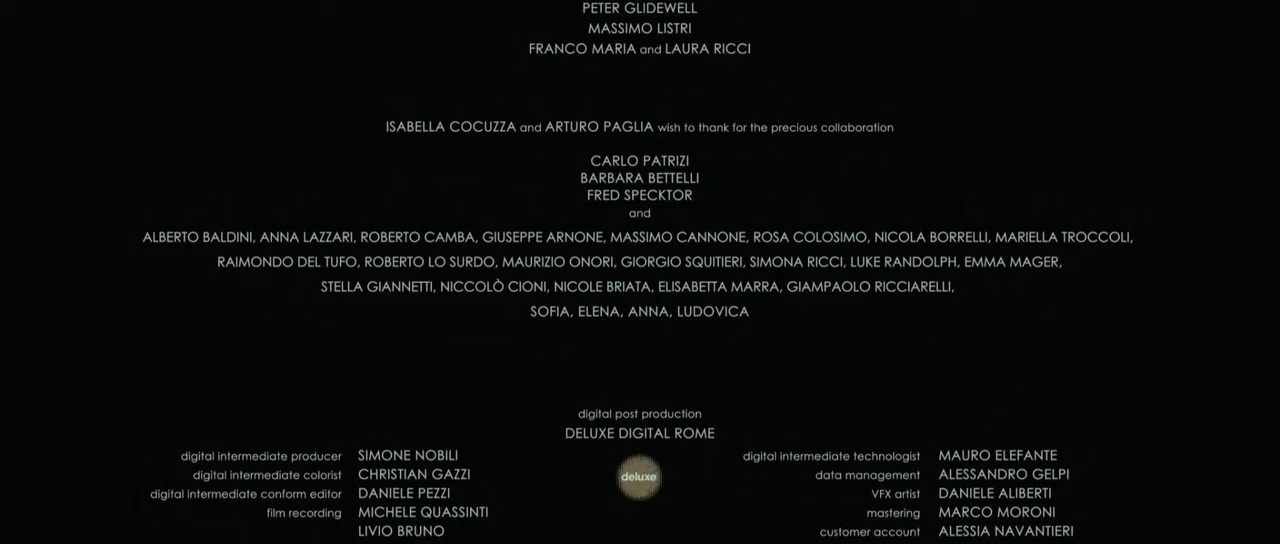 PETER GLIDEWELL
MASSIMO LISTRI
FRANCO MARIA and LAURA RICCI
ISABELLA COCUZZA and ARTURO PAGLIA wish to thank for the precious collaboration
CARLO PATRIZI
BARBARA BETTELLI
FRED SPECKTOR
and
ALBERTO BALDINI, ANNA LAZZARI, ROBERTO CAMBA, GIUSEPPE ARNONE, MASSIMO CANNONE, ROSA COLOSIMO, NICOLA BORRELLI, MARIELLA TROCCOLI,
RAIMONDO DEL TUFO, ROBERTO LO SURDO, MAURIZIO ONORI, GIORGIO SQUITIERI, SIMONA RICCI, LUKE RANDOLPH, EMMA MAGER,
STELLA GIANNETTI, NICCOLÒ CIONI, NICOLE BRIATA, ELISABETTA MARRA, GIAMPAOLO RICCIARELLI,
SOFIA, ELENA, ANNA, LUDOVICA
digital post production
DELUXE DIGITAL ROME
digital intermediate producer SIMONE NOBILI
digital intermediate colorist CHRISTIAN GAZZI
digital intermediate conform editor DANIELE PEZZI
film recording MICHELE QUASSINTI
LIVIO BRUNO
deluxe
digital intermediate technologist MAURO ELEFANTE
data management ALESSANDRO GELPI
VFX artist DANIELE ALIBERTI
mastering MARCO MORONI
customer account ALESSIA NAVANTIERI